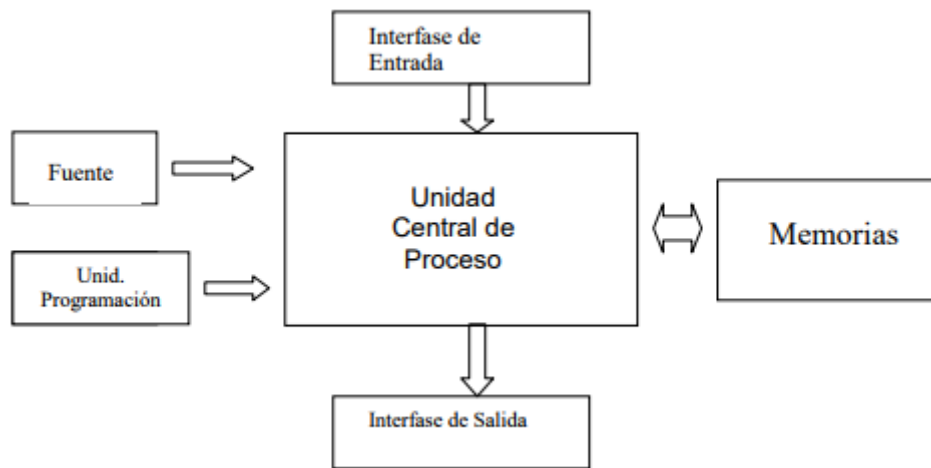 Interfase de
Entrada
Fuente
Unidad
Central de
Proceso
Memorias
Unid.
Programación
Interfase de Salida